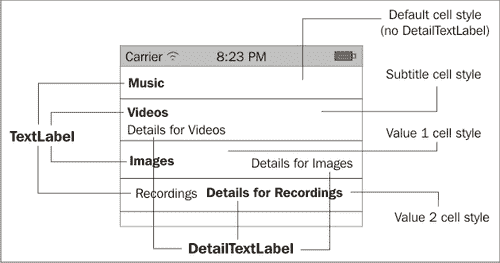 Default cell style
(no DetailTextLabel)
Carrier 8:23 PM
Subtitle cell style
Music
Videos
Details for Videos
TextLabel
Value 1 cell style
Images Details for Images
Recordings Details for Recordings
Value 2 cell style
DetailTextLabel